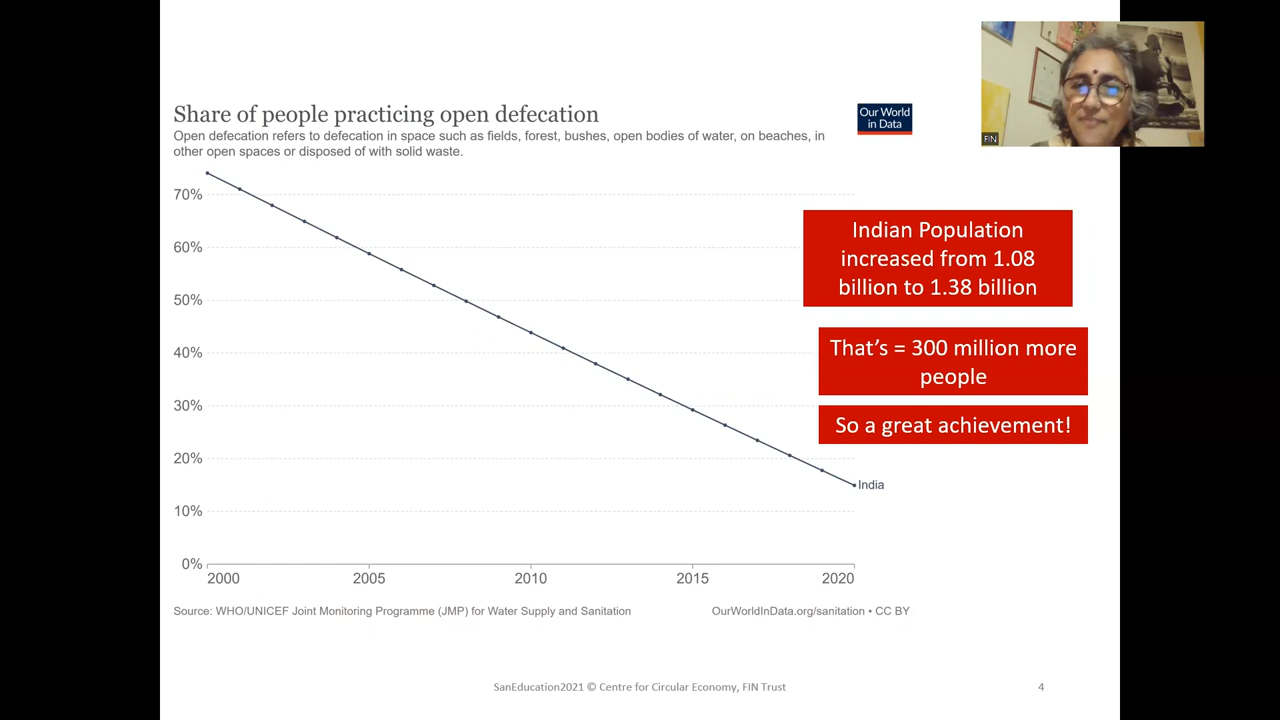 Share of people practicing open defecation
Open defecation refers to defecation in space such as fields, forest, bushes, open bodies of water, on beaches, in
other open spaces or disposed of with solid waste.
Our World
in Data
FIN
70%
60%
50%
40%
30%
20%
10%
0%
India
2000
2005
2010
2015
2020
Indian Population
increased from 1.08
billion to 1.38 billion
That’s = 300 million more
people
So a great achievement!
Source: WHO/UNICEF Joint Monitoring Programme (JMP) for Water Supply and Sanitation
OurWorldInData.org/sanitation • CC BY
SanEducation2021 © Centre for Circular Economy, FIN Trust
4